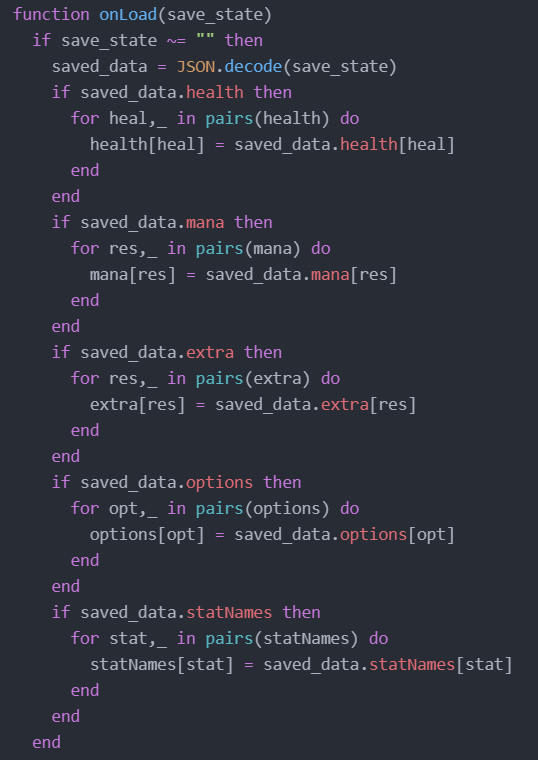 function onLoad(save_state)
  if save_state ~= "" then
    saved_data = JSON.decode(save_state)
    if saved_data.health then
      for heal,_ in pairs(health) do
        health[heal] = saved_data.health[heal]
      end
    end
    if saved_data.mana then
      for res,_ in pairs(mana) do
        mana[res] = saved_data.mana[res]
      end
    end
    if saved_data.extra then
      for res,_ in pairs(extra) do
        extra[res] = saved_data.extra[res]
      end
    end
    if saved_data.options then
      for opt,_ in pairs(options) do
        options[opt] = saved_data.options[opt]
      end
    end
    if saved_data.statNames then
      for stat,_ in pairs(statNames) do
        statNames[stat] = saved_data.statNames[stat]
      end
    end
  end